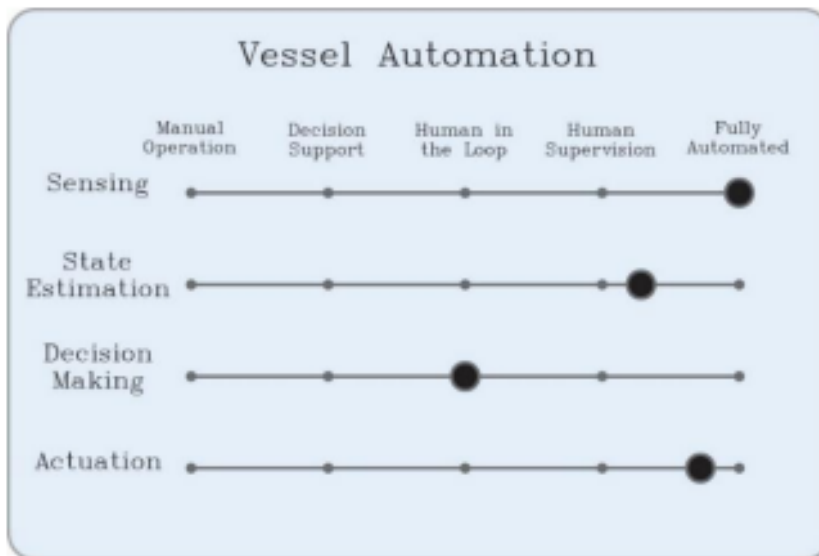 Vessel Automation
Manual Operation
Decision Support
Human in the Loop
Human Supervision
Fully Automated
Sensing
State
Estimation
Decision
Making
Actuation